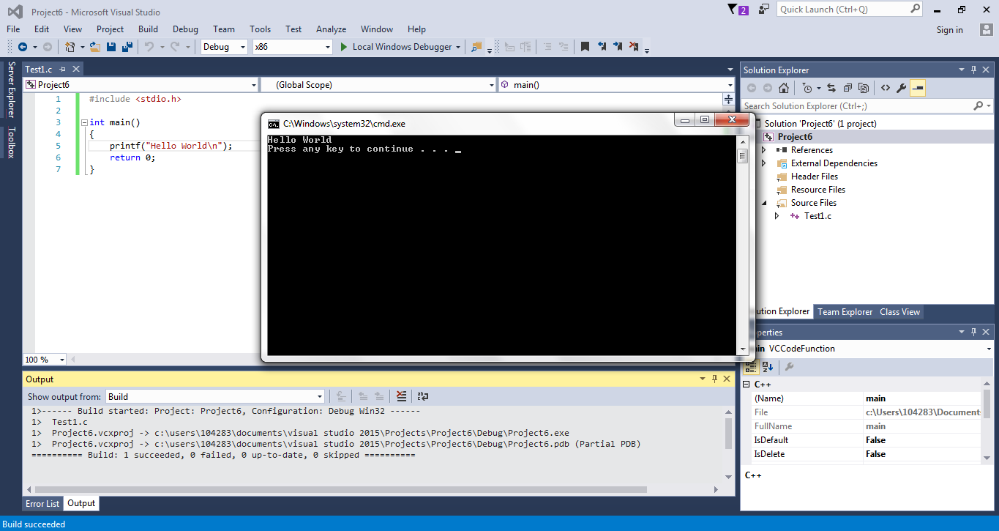 Project6 - Microsoft Visual Studio
2
Quick Launch (Ctrl+Q)
File Edit View Project Build Debug Team Tools Test Analyze Window Help
Sign in
Debug x86 Local Windows Debugger
Server Explorer
Toolbox
Test1.c
Project6 (Global Scope) main()
1 #include <stdio.h>
2
3 int main()
4 {
5 printf("Hello World\n");
6 return 0;
7 }
100 %
C:\Windows\system32\cmd.exe
Hello World
Press any key to continue . . . _
Solution Explorer
Search Solution Explorer (Ctrl+;)
Solution 'Project6' (1 project)
Project6
References
External Dependencies
Header Files
Resource Files
Source Files
Test1.c
ution Explorer Team Explorer Class View
perties
in VCCodeFunction
C++
(Name) main
File c:\Users\104283\Document
FullName main
IsDefault False
IsDelete False
C++
Output
Show output from: Build
1>------ Build started: Project: Project6, Configuration: Debug Win32 ------
1> Test1.c
1> Project6.vcxproj -> c:\users\104283\documents\visual studio 2015\Projects\Project6\Debug\Project6.exe
1> Project6.vcxproj -> c:\users\104283\documents\visual studio 2015\Projects\Project6\Debug\Project6.pdb (Partial PDB)
========== Build: 1 succeeded, 0 failed, 0 up-to-date, 0 skipped ==========
Error List Output
Build succeeded